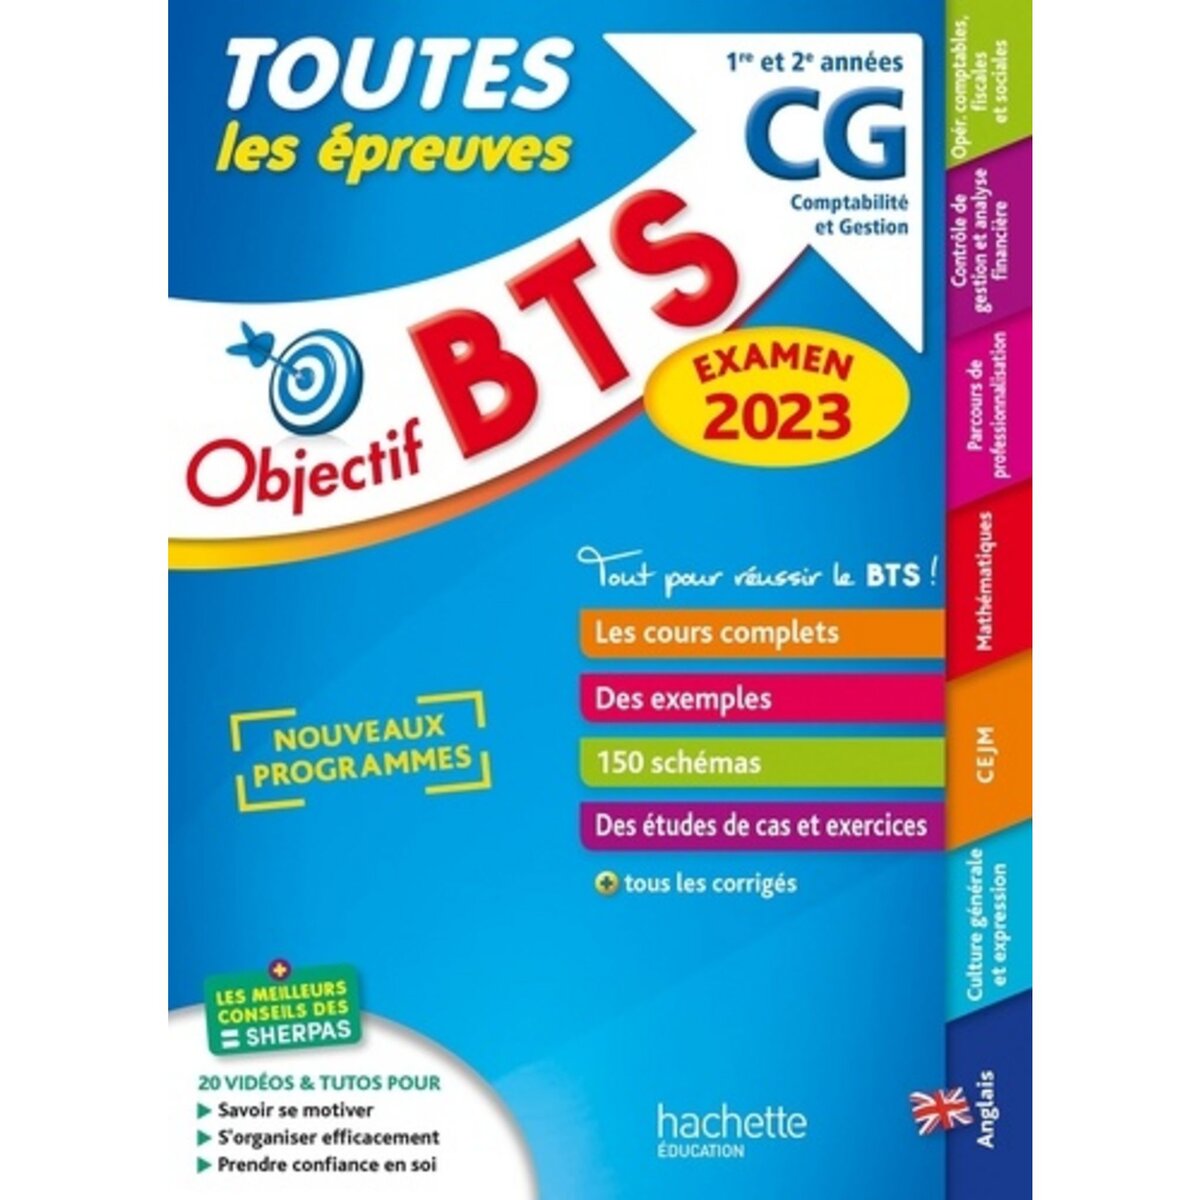 TOUTES
les épreuves
1re et 2e années
CG
Comptabilité
et Gestion
Objectif BTS
EXAMEN
2023
Tout pour réussir le BTS !
Les cours complets
Des exemples
150 schémas
Des études de cas et exercices
+ tous les corrigés
NOUVEAUX
PROGRAMMES
+
LES MEILLEURS
CONSEILS DES
SHERPAS
20 VIDÉOS & TUTOS POUR
Savoir se motiver
S'organiser efficacement
Prendre confiance en soi
hachette
ÉDUCATION
Opér. comptables,
fiscales
et sociales
Contrôle de
gestion et analyse
financière
Parcours de
professionnalisation
Mathématiques
CEJM
Culture générale
et expression
Anglais